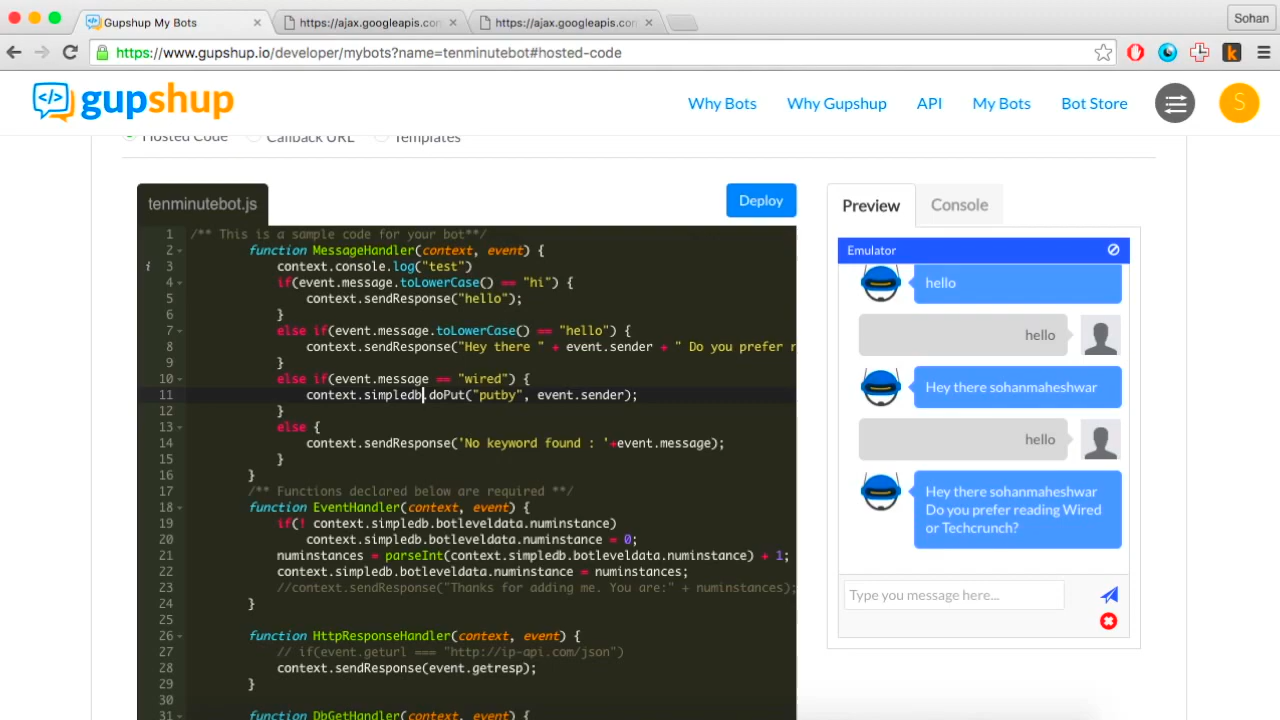 Gupshup My Bots
https://ajax.googleapis.com
https://ajax.googleapis.com
Sohan
https://www.gupshup.io/developer/mybots?name=tenminutebot#hosted-code
gupshup
Why Bots
Why Gupshup
API
My Bots
Bot Store
S
Hosted Code
Callback URL
Templates
tenminutebot.js
Deploy
1 /** This is a sample code for your bot**/
2 function MessageHandler(context, event) {
i 3 context.console.log("test")
4 if(event.message.toLowerCase() == "hi") {
5 context.sendResponse("hello");
6 }
7 else if(event.message.toLowerCase() == "hello") {
8 context.sendResponse("Hey there " + event.sender + " Do you prefer r
9 }
10 else if(event.message == "wired") {
11 context.simpledb.doPut("putby", event.sender);
12 }
13 else {
14 context.sendResponse('No keyword found : '+event.message);
15 }
16 }
17 /** Functions declared below are required **/
18 function EventHandler(context, event) {
19 if(! context.simpledb.botleveldata.numinstance)
20 context.simpledb.botleveldata.numinstance = 0;
21 numinstances = parseInt(context.simpledb.botleveldata.numinstance) + 1;
22 context.simpledb.botleveldata.numinstance = numinstances;
23 //context.sendResponse("Thanks for adding me. You are:" + numinstances);
24 }
25
26 function HttpResponseHandler(context, event) {
27 // if(event.geturl === "http://ip-api.com/json")
28 context.sendResponse(event.getresp);
29 }
30
31 function DbGetHandler(context, event) {
Preview
Console
Emulator
hello
hello
Hey there sohanmaheshwar
hello
Hey there sohanmaheshwar
Do you prefer reading Wired
or Techcrunch?
Type you message here...